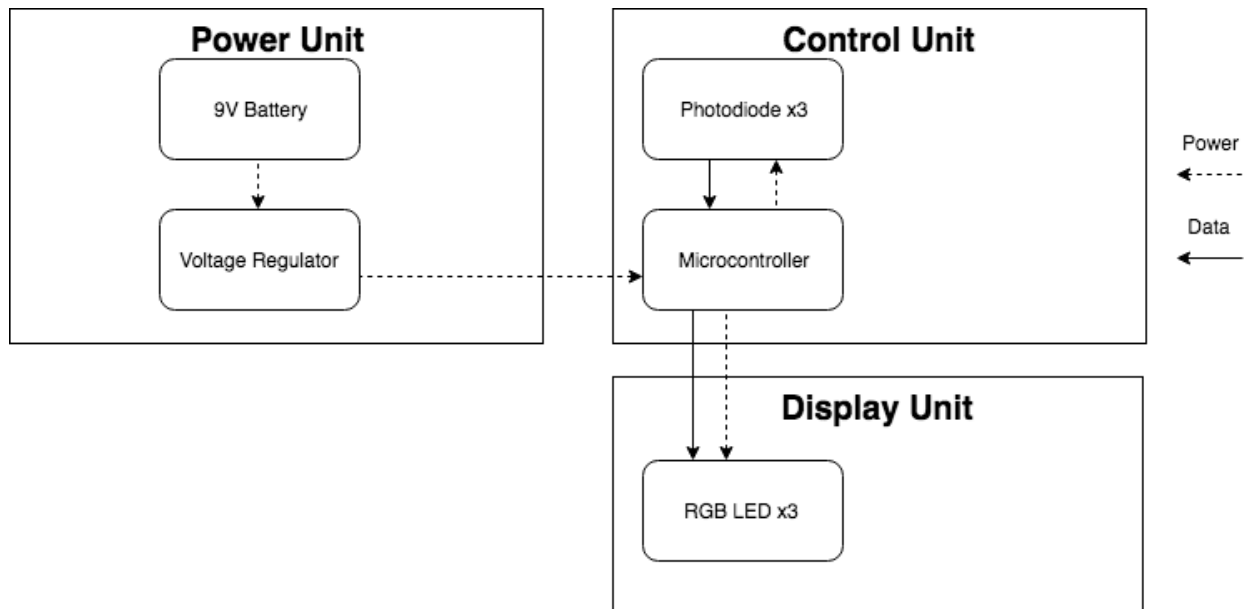 Power Unit
9V Battery
Voltage Regulator
Control Unit
Photodiode x3
Microcontroller
Power
Data
Display Unit
RGB LED x3